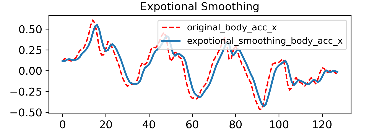 Expotional Smoothing
original_body_acc_x
expotional_smoothing_body_acc_x
0.50
0.25
0.00
−0.25
−0.50
0 20 40 60 80 100 120